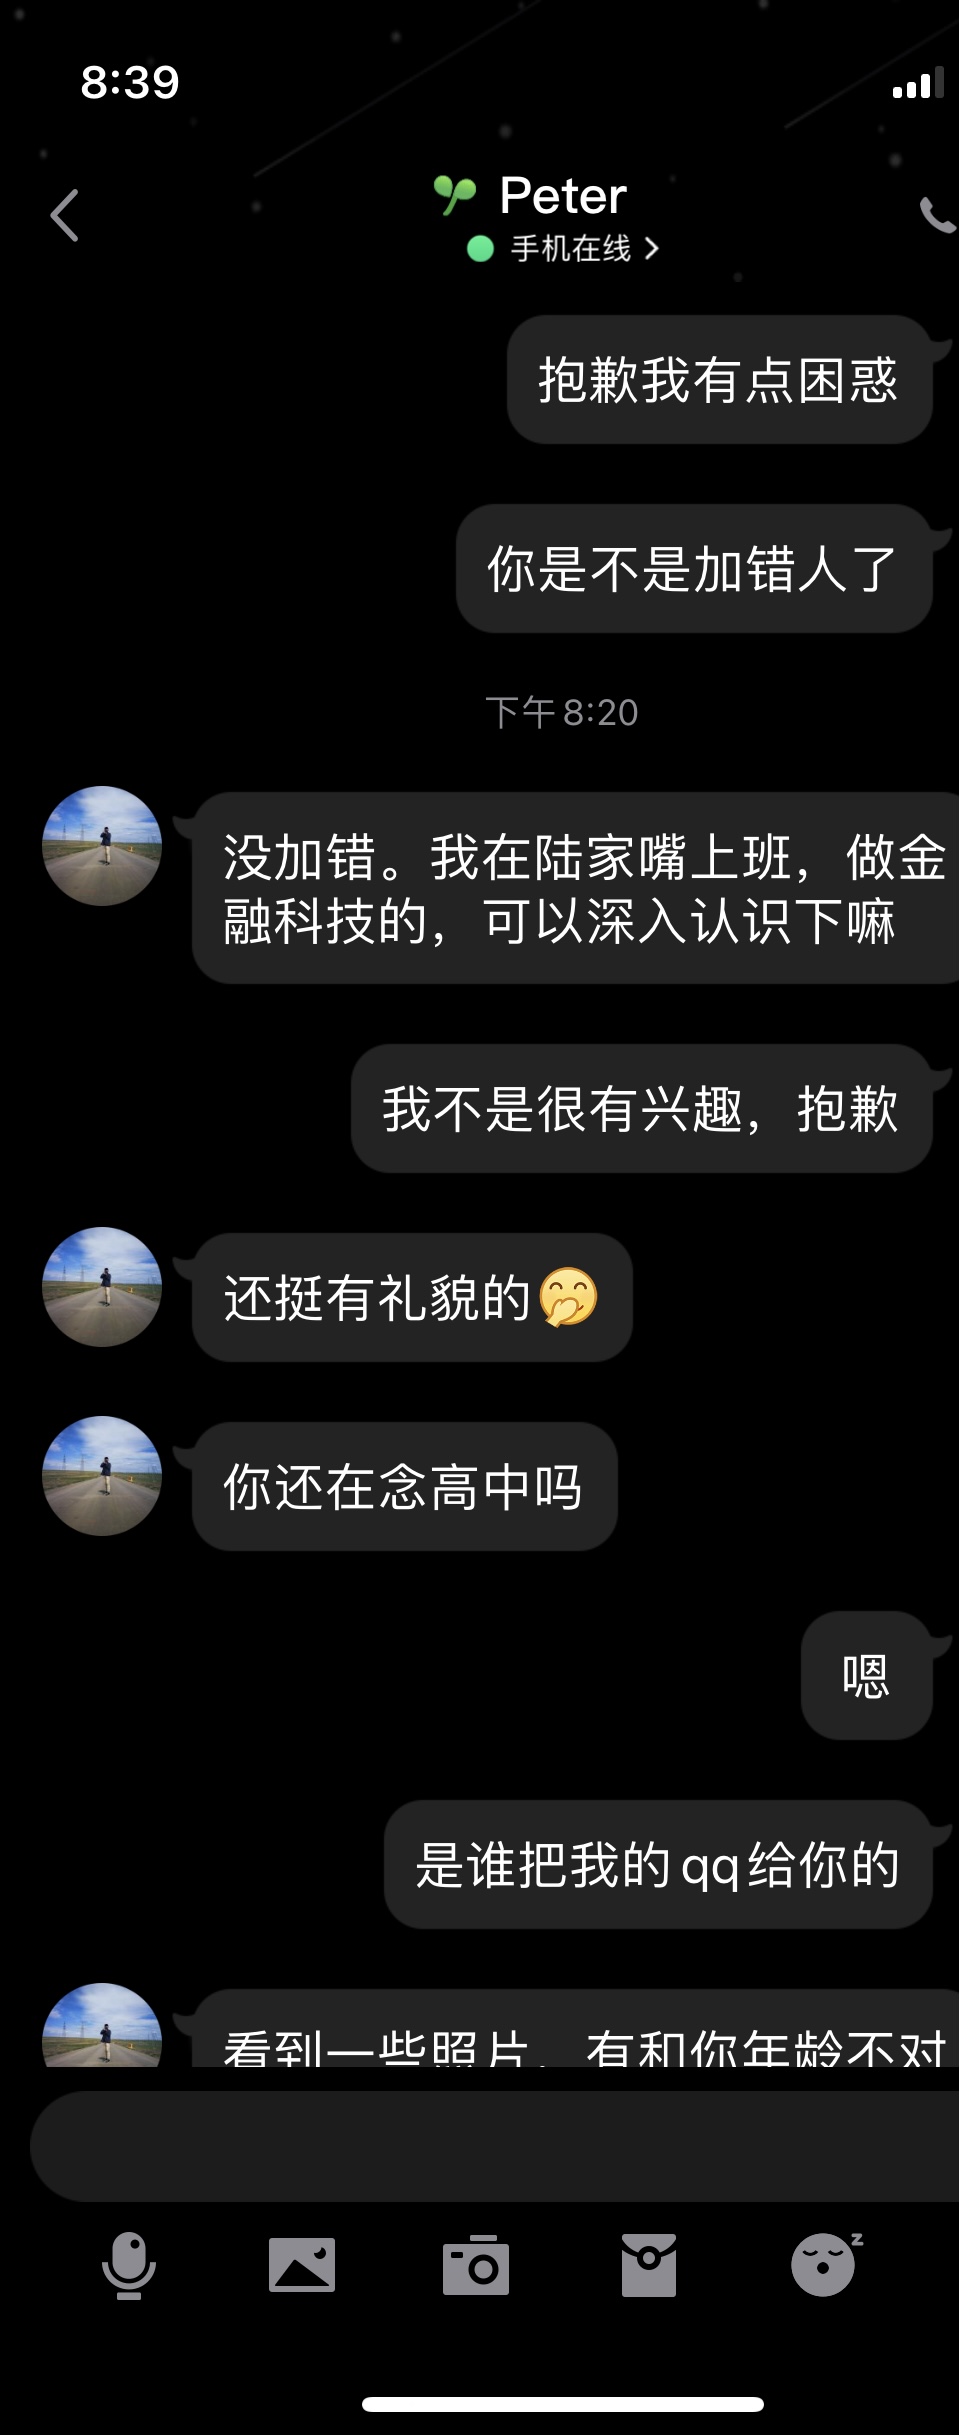 8:39
Peter
手机在线
抱歉我有点困惑
你是不是加错人了
下午8:20
没加错。我在陆家嘴上班，做金
融科技的，可以深入认识下嘛
我不是很有兴趣，抱歉
还挺有礼貌的🤭
你还在念高中吗
嗯
是谁把我的qq给你的
看到一些照片，有和你年龄不对